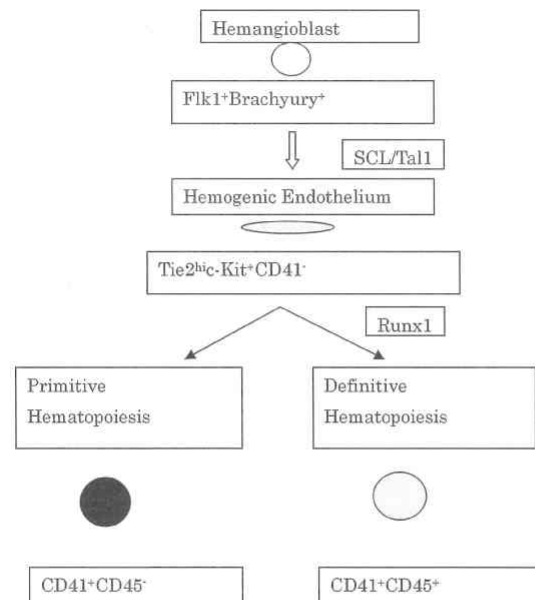 Hemangioblast
Flk1⁺Brachyury⁺
SCL/Tal1
Hemogenic Endothelium
Tie2ʰⁱc-Kit⁺CD41⁻
Runx1
Primitive
Hematopoiesis
Definitive
Hematopoiesis
CD41⁺CD45⁻
CD41⁺CD45⁺